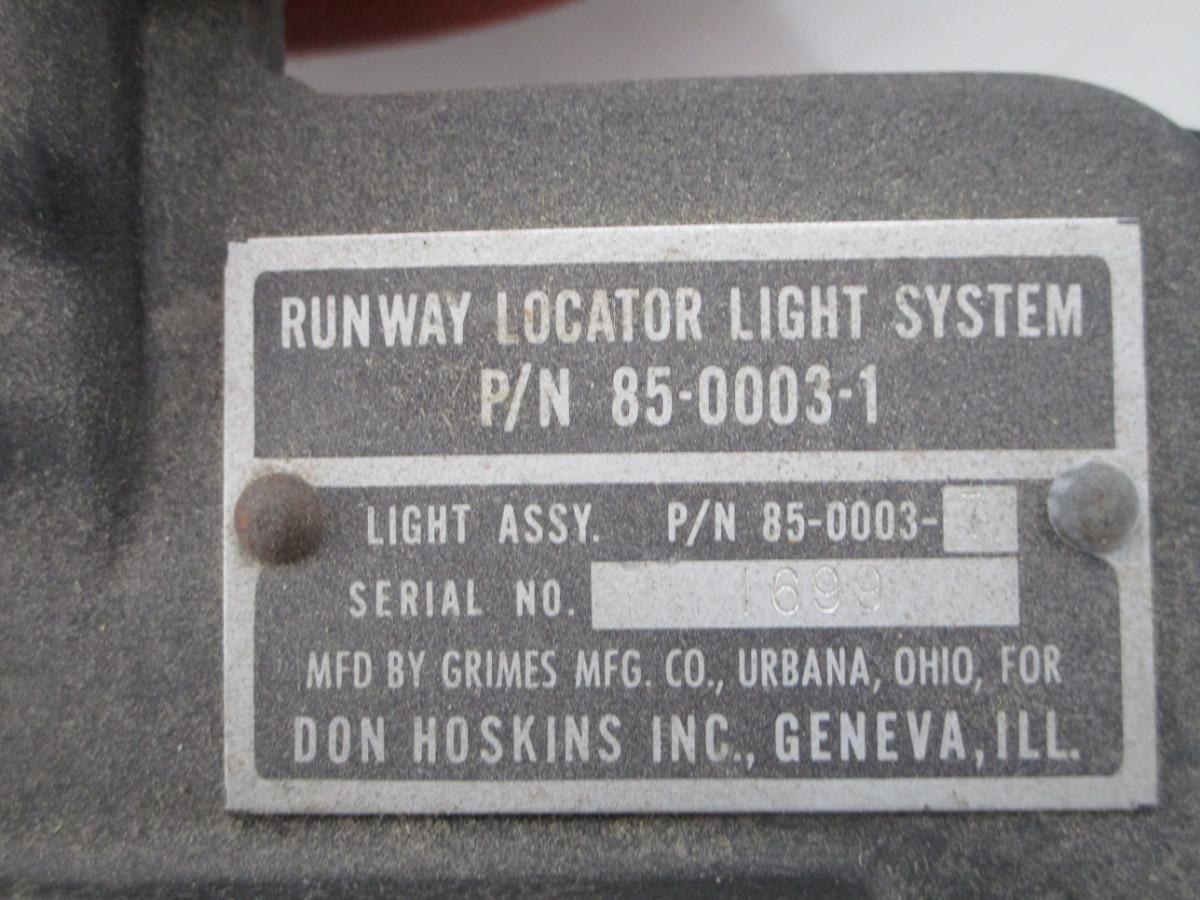 RUNWAY LOCATOR LIGHT SYSTEM
P/N 85-0003-1
LIGHT ASSY. P/N 85-0003-7
SERIAL NO. 1699
MFD BY GRIMES MFG. CO., URBANA, OHIO, FOR
DON HOSKINS INC., GENEVA, ILL.